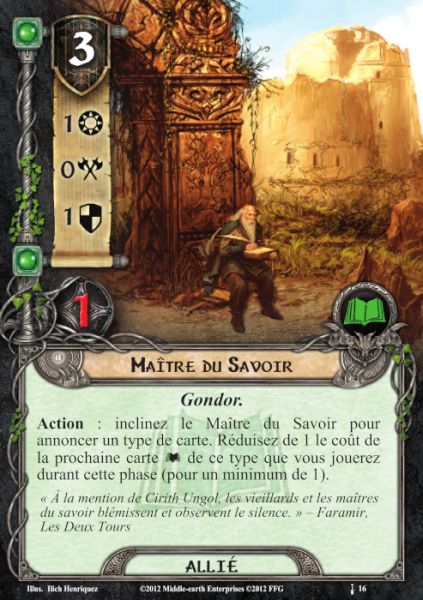 3
1
0
1
1
Maître du Savoir
Gondor.
Action : inclinez le Maître du Savoir pour
annoncer un type de carte. Réduisez de 1 le coût de
la prochaine carte de ce type que vous jouerez
durant cette phase (pour un minimum de 1).
« À la mention de Cirith Ungol, les vieillards et les maîtres
du savoir blêmissent et observent le silence. » – Faramir,
Les Deux Tours
ALLIÉ
Illus. Ilich Henriquez ©2012 Middle-earth Enterprises ©2012 FFG 16